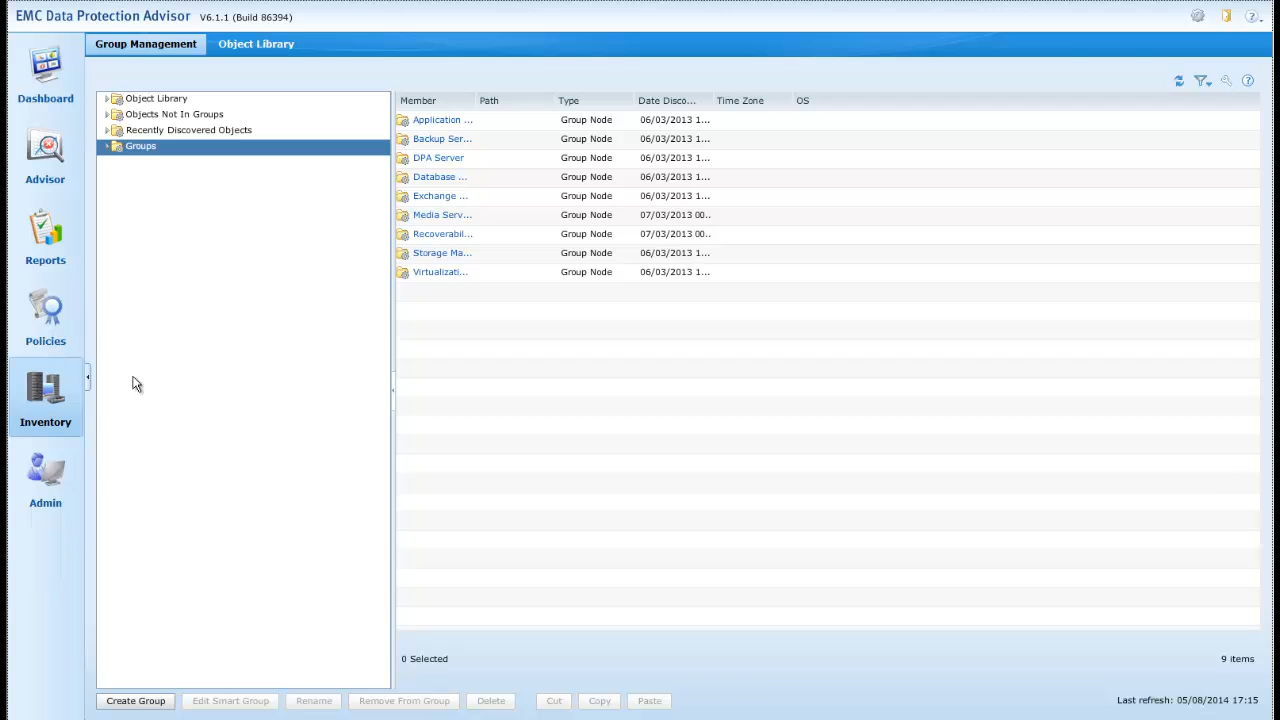 EMC Data Protection Advisor V6.1.1 (Build 86394)
Group Management Object Library
Dashboard
Advisor
Reports
Policies
Inventory
Admin
Object Library
Objects Not In Groups
Recently Discovered Objects
Groups
Member Path Type Date Disco... Time Zone OS
Application ... Group Node 06/03/2013 1...
Backup Ser... Group Node 06/03/2013 1...
DPA Server Group Node 06/03/2013 1...
Database ... Group Node 06/03/2013 1...
Exchange ... Group Node 06/03/2013 1...
Media Serv... Group Node 07/03/2013 00..
Recoverabil... Group Node 07/03/2013 00..
Storage Ma... Group Node 06/03/2013 1...
Virtualizati... Group Node 06/03/2013 1...
0 Selected 9 items
Create Group Edit Smart Group Rename Remove From Group Delete Cut Copy Paste Last refresh: 05/08/2014 17:15